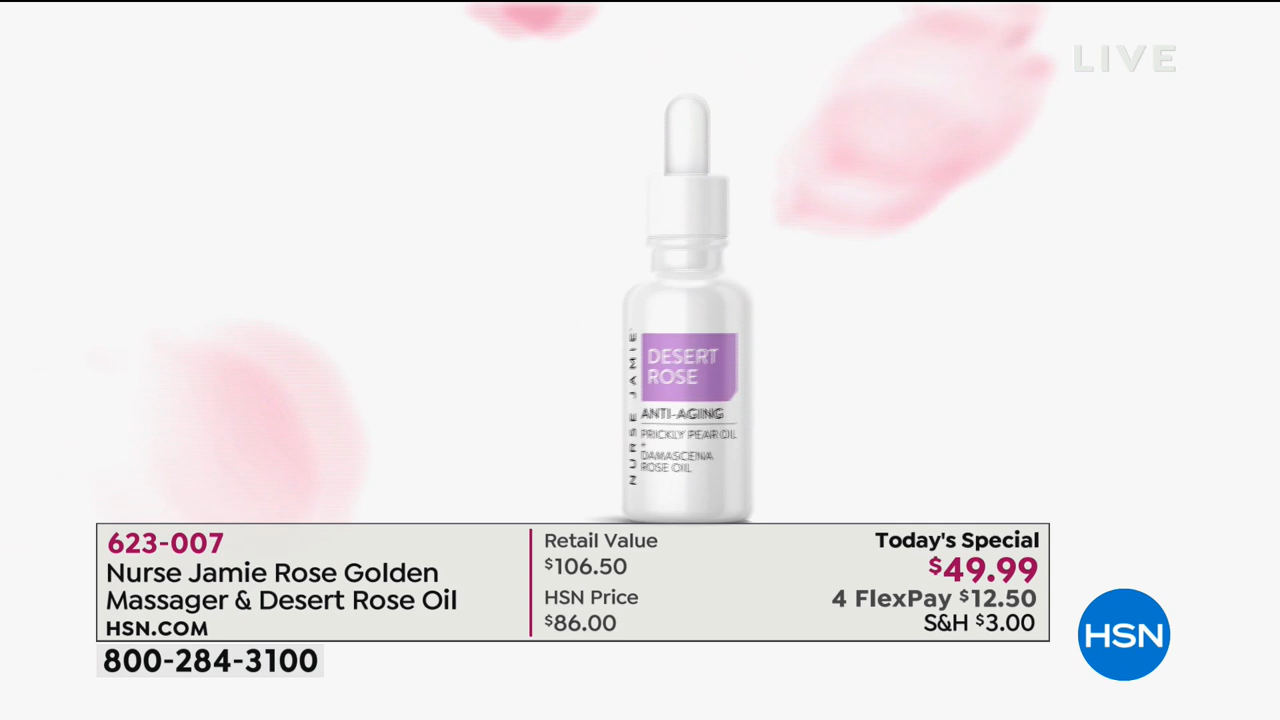 LIVE
NURSE JAMIE
DESERT
ROSE
ANTI-AGING
PRICKLY PEAR OIL
+
DAMASCENA
ROSE OIL
623-007
Nurse Jamie Rose Golden
Massager & Desert Rose Oil
HSN.COM
Retail Value
$106.50
HSN Price
$86.00
Today's Special
$49.99
4 FlexPay $12.50
S&H $3.00
800-284-3100
HSN